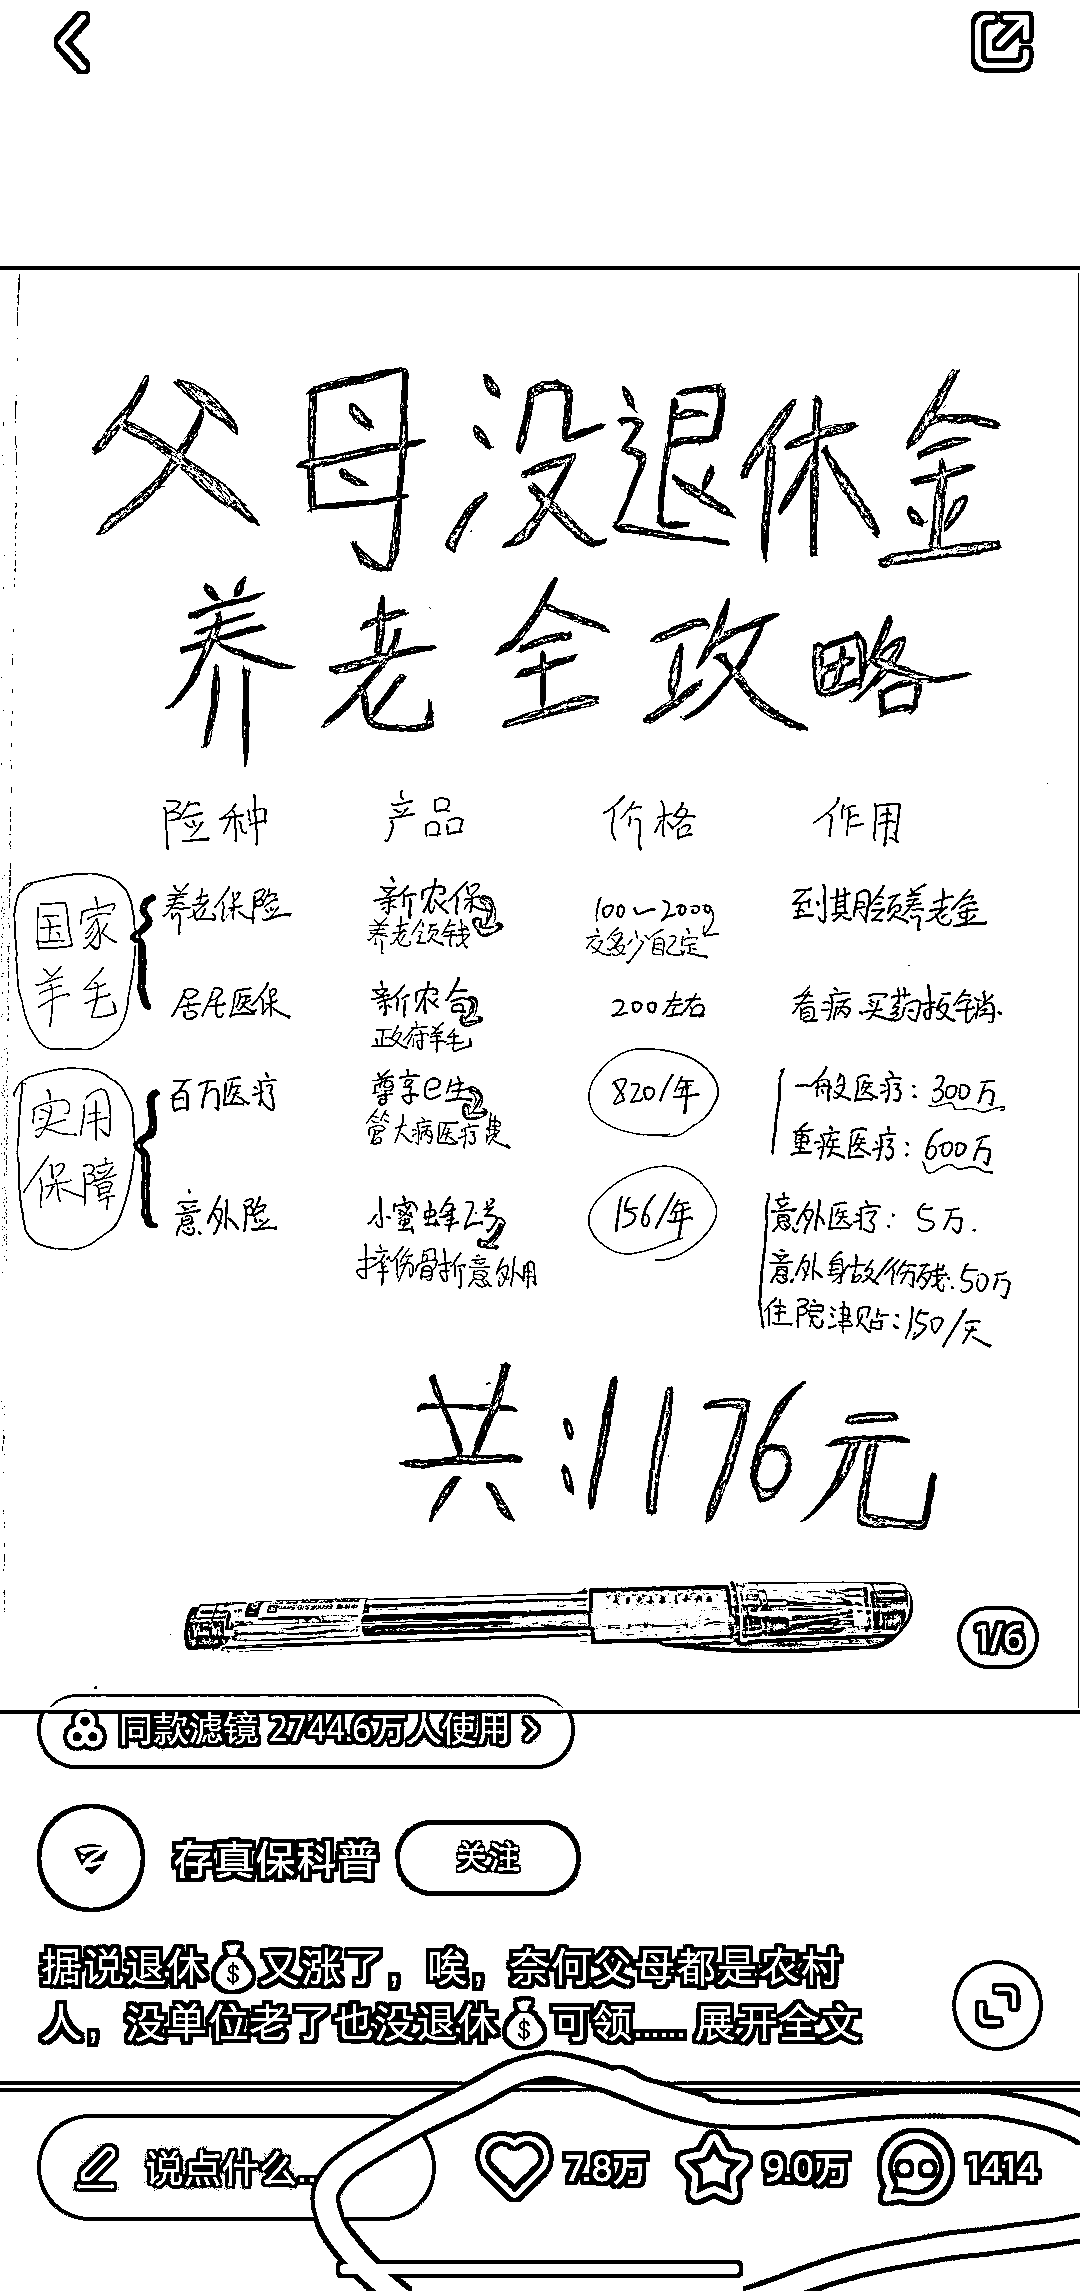 父母没退休金
养老全攻略
险种 产品 价格 作用
国家羊毛
养老保险 新农保 100~2000 到期领养老金
养老领钱 交多少自己定
居民医保 新农合 200左右 看病.买药报销.
政府羊毛
实用保障
百万医疗 尊享e生 820/年 一般医疗：300万
管大病医疗费 重疾医疗：600万
意外险 小蜜蜂2号 156/年 意外医疗：5万.
摔伤骨折意外用 意外身故/伤残.50万
住院津贴：150/天
共:1176元
1/6
同款滤镜 2744.6万人使用 >
存真保科普 关注
据说退休💰又涨了，唉，奈何父母都是农村
人，没单位老了也没退休💰可领...... 展开全文
说点什么... 7.8万 9.0万 1414